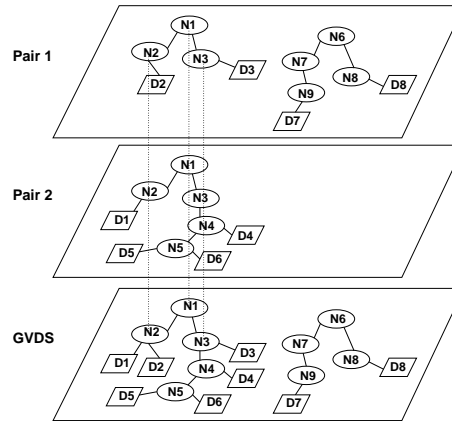 Pair 1
N1
N2
N3
D2
D3
N6
N7
N8
N9
D8
D7
Pair 2
N1
N2
N3
D1
N4
D4
N5
D5
D6
GVDS
N1
N2
N3
D1
D2
D3
N4
D4
N5
D5
D6
N6
N7
N8
N9
D8
D7